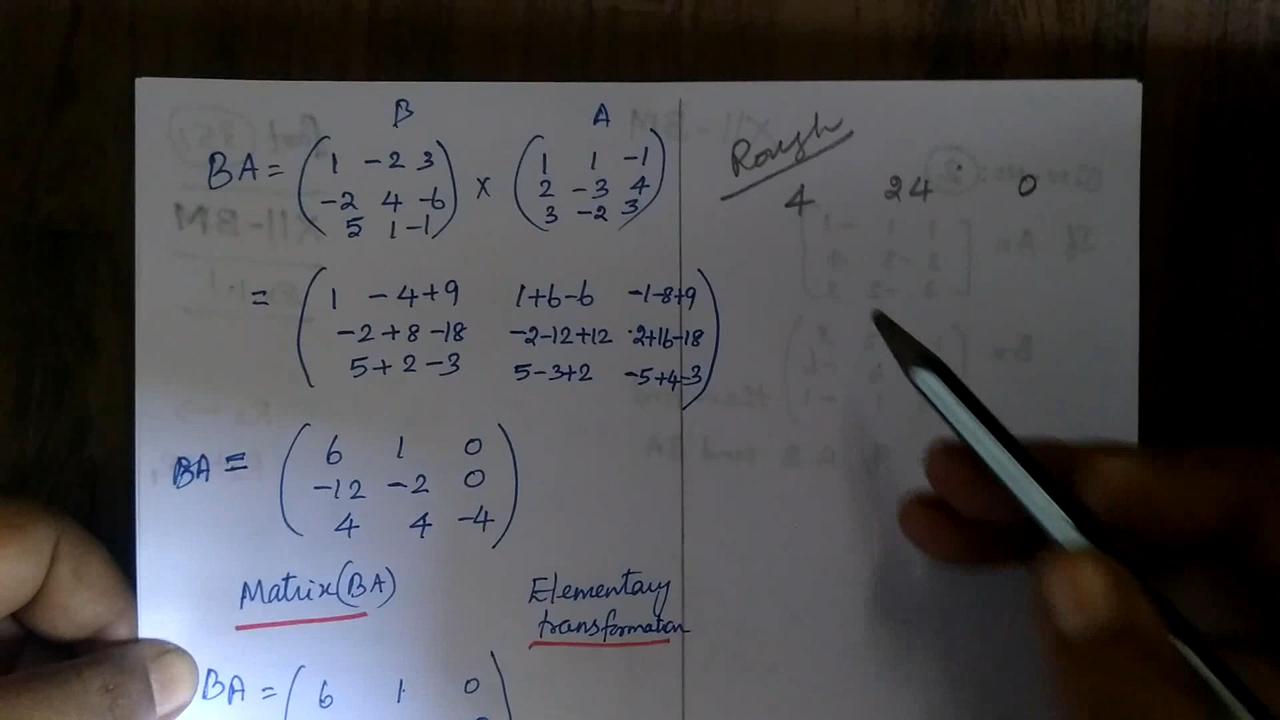 B A
BA = ( 1 -2 3 ) × ( 1 1 -1 )
( -2 4 -6 ) ( 2 -3 4 )
( 5 1 -1 ) ( 3 -2 3 )
= ( 1 -4+9 1+6-6 -1-8+9 )
( -2+8-18 -2-12+12 2+16-18 )
( 5+2-3 5-3+2 -5+4-3 )
BA = ( 6 1 0 )
( -12 -2 0 )
( 4 4 -4 )
Matrix(BA) Elementary
transformation
BA = ( 6 1 0 )
Rough
4 24 0